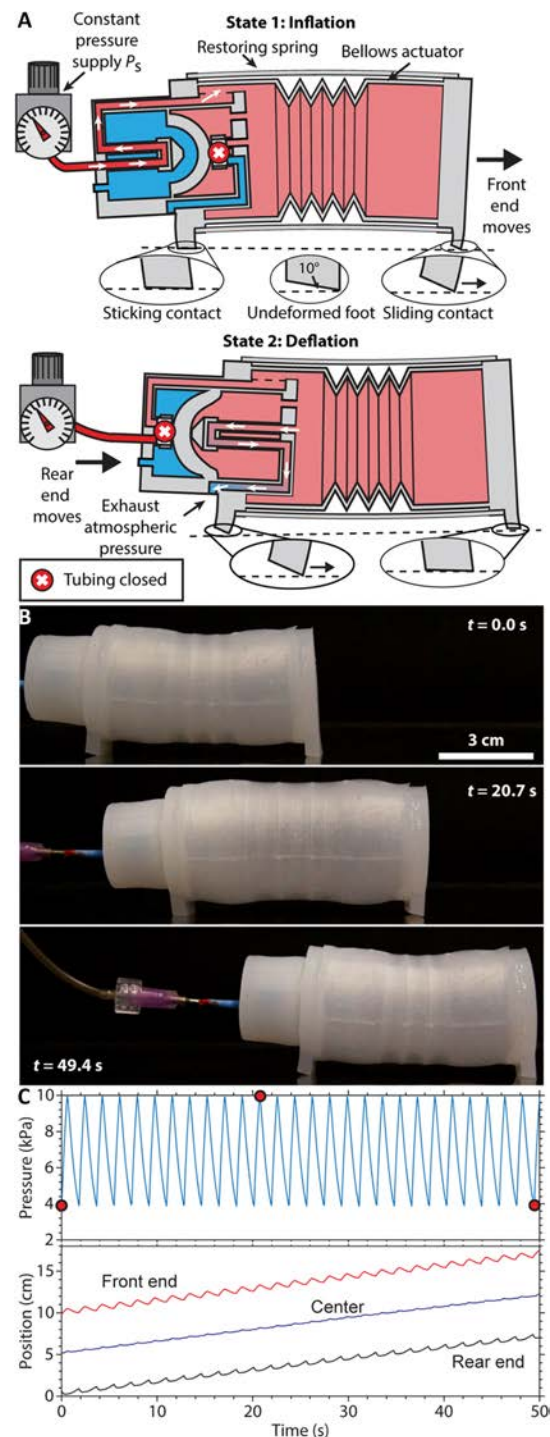 A
State 1: Inflation
Constant
pressure
supply Ps
Restoring spring
Bellows actuator
Front
end
moves
10°
Sticking contact
Undeformed foot
Sliding contact
State 2: Deflation
Rear
end
moves
Exhaust
atmospheric
pressure
Tubing closed
B
t = 0.0 s
3 cm
t = 20.7 s
t = 49.4 s
C
Pressure (kPa)
10
8
6
4
2
Position (cm)
15
10
5
0
Front end
Center
Rear end
0
10
20
30
40
50
Time (s)